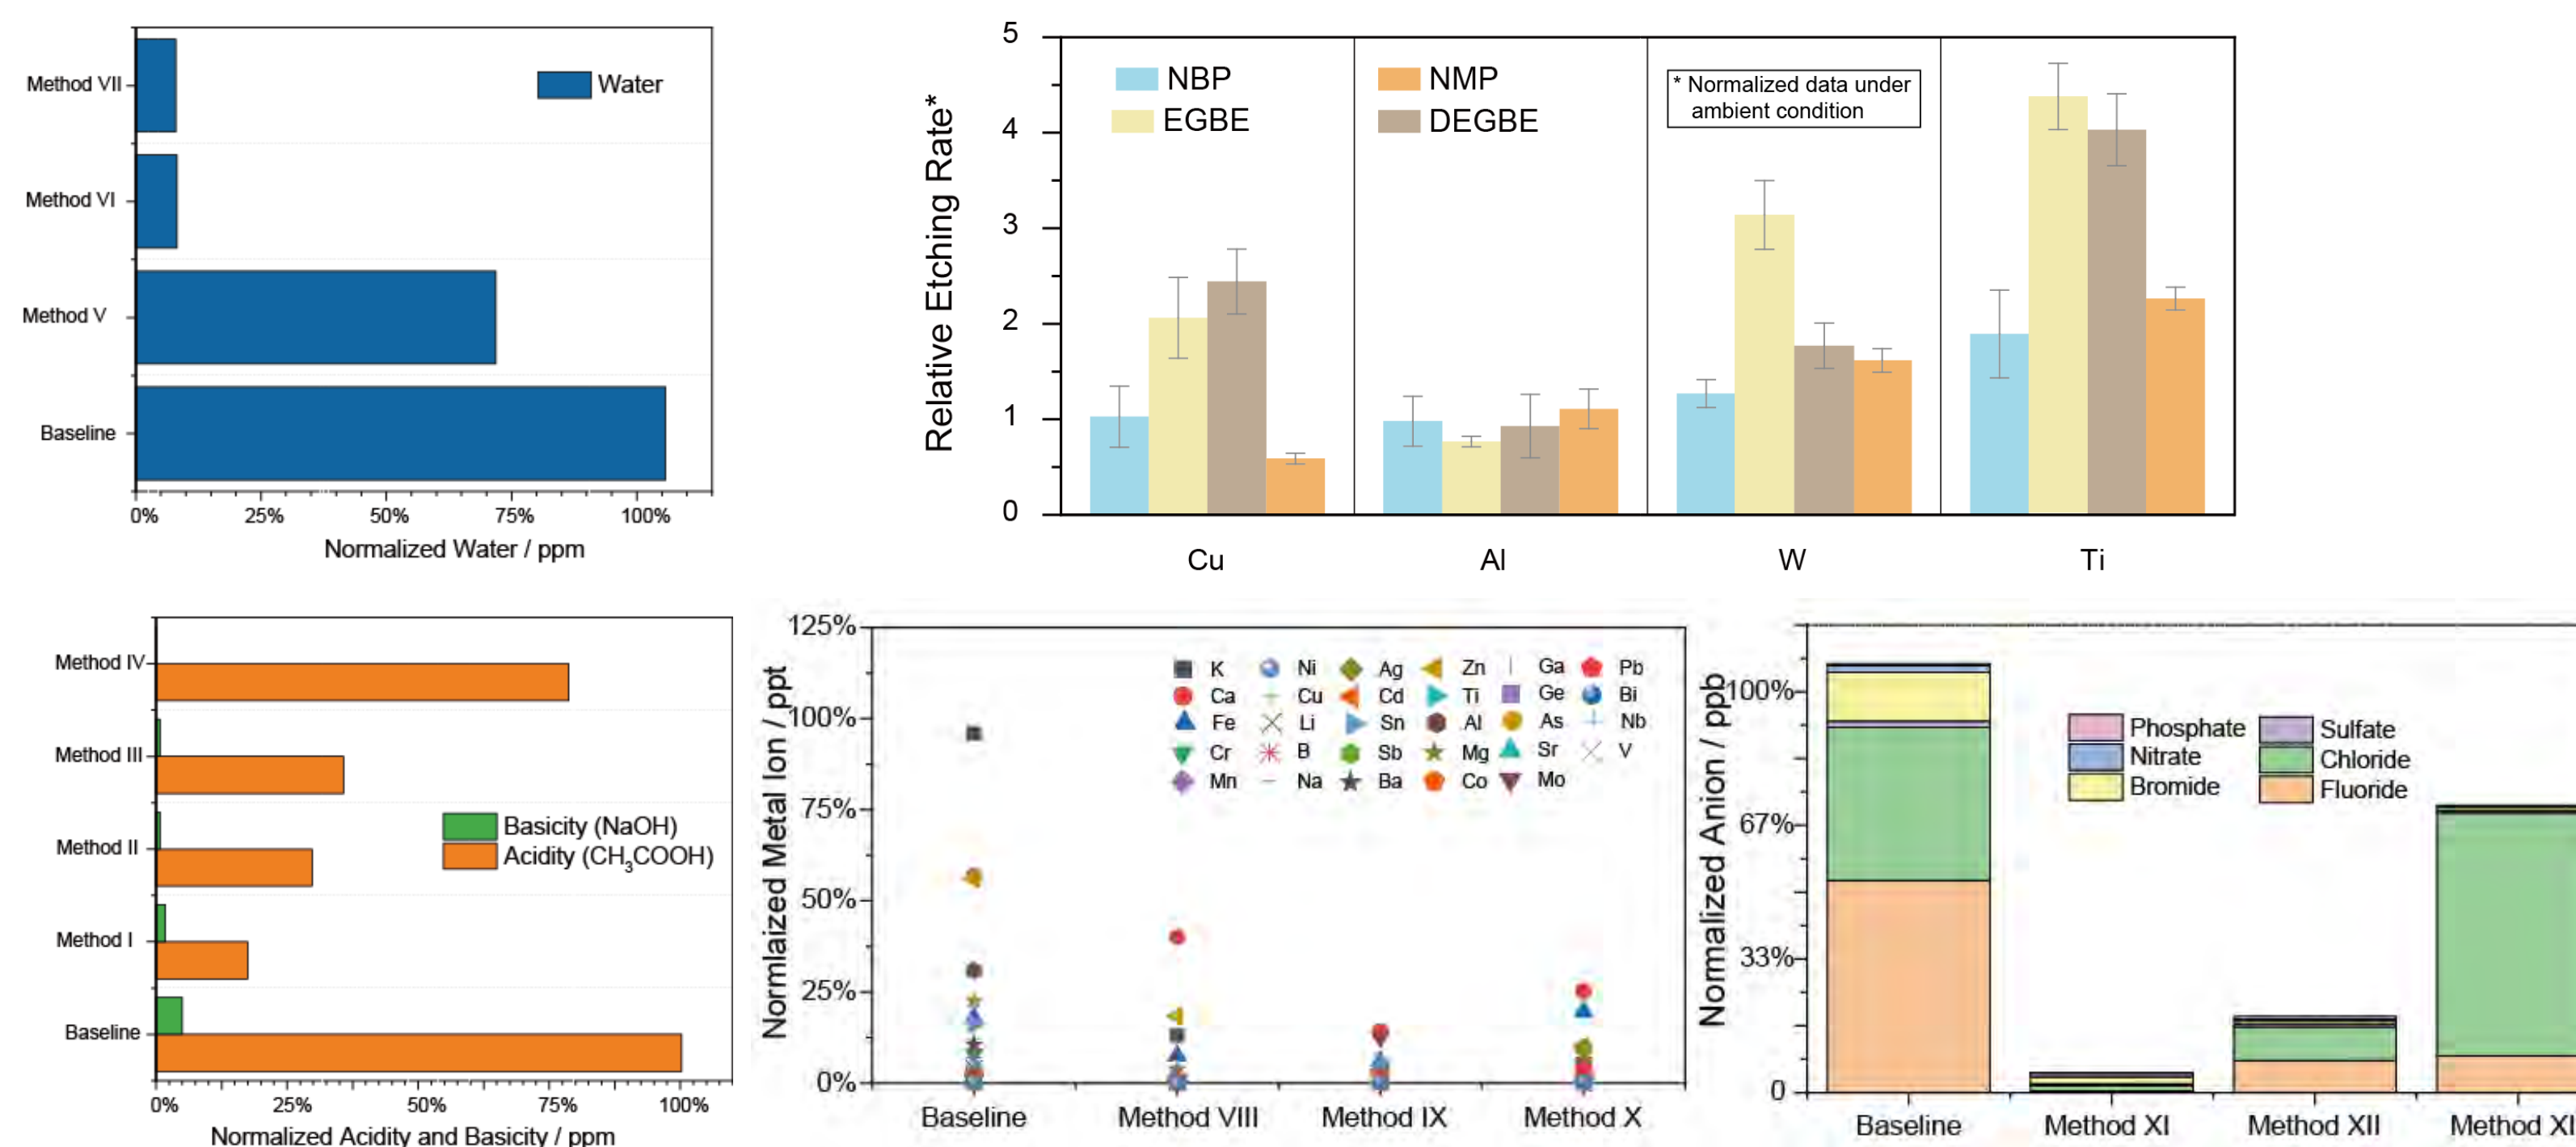 Method VII
Method VI
Method V
Baseline
Water
0% 25% 50% 75% 100%
Normalized Water / ppm
Relative Etching Rate*
5
4
3
2
1
0
NBP NMP
EGBE DEGBE
* Normalized data under
ambient condition
Cu Al W Ti
Method IV
Method III
Method II
Method I
Baseline
Basicity (NaOH)
Acidity (CH₃COOH)
0% 25% 50% 75% 100%
Normalized Acidity and Basicity / ppm
Normlaized Metal Ion / ppt
125%
100%
75%
50%
25%
0%
K Ni Ag Zn Ga Pb
Ca Cu Cd Ti Ge Bi
Fe Li Sn Al As Nb
Cr B Sb Mg Sr V
Mn Na Ba Co Mo
Baseline Method VIII Method IX Method X
Normalized Anion / ppb
100%
67%
33%
0
Phosphate Sulfate
Nitrate Chloride
Bromide Fluoride
Baseline Method XI Method XII Method